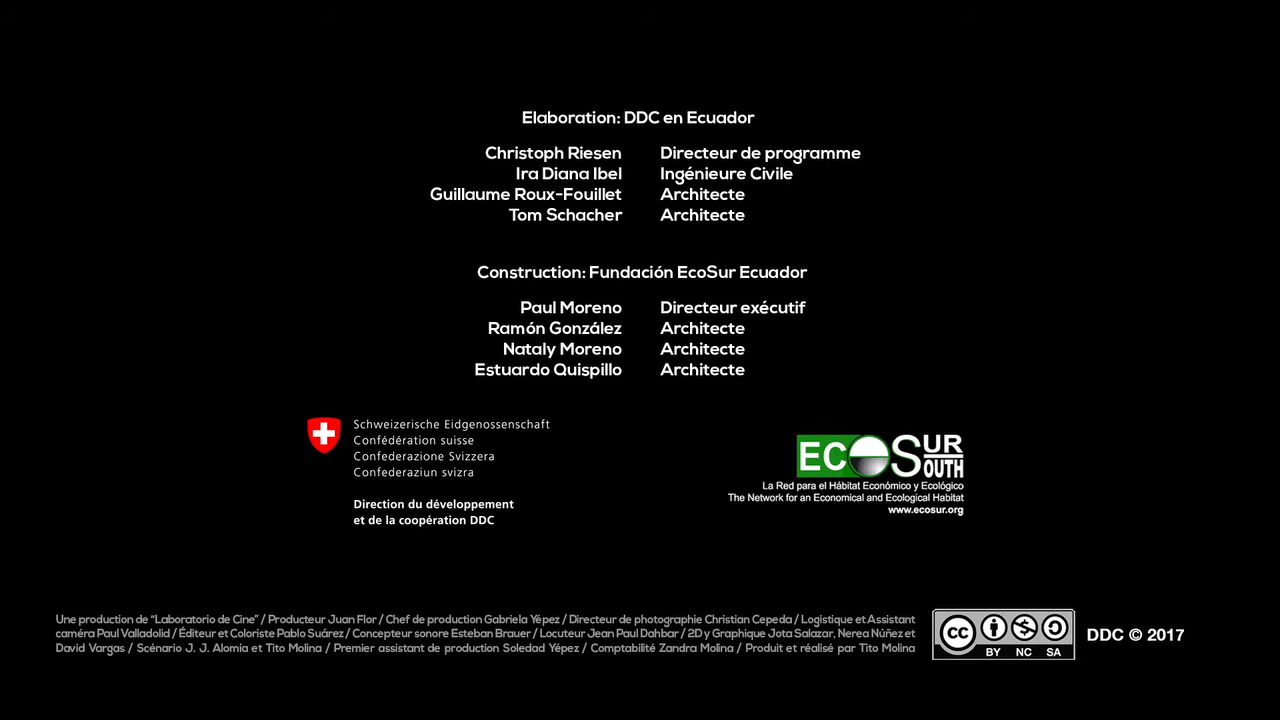 Elaboration: DDC en Ecuador
Christoph Riesen Directeur de programme
Ira Diana Ibel Ingénieure Civile
Guillaume Roux-Fouillet Architecte
Tom Schacher Architecte
Construction: Fundación EcoSur Ecuador
Paul Moreno Directeur exécutif
Ramón González Architecte
Nataly Moreno Architecte
Estuardo Quispillo Architecte
Schweizerische Eidgenossenschaft
Confédération suisse
Confederazione Svizzera
Confederaziun svizra
Direction du développement
et de la coopération DDC
ECOSUR
SOUTH
La Red para el Hábitat Económico y Ecológico
The Network for an Economical and Ecological Habitat
www.ecosur.org
Une production de “Laboratorio de Cine” / Producteur Juan Flor / Chef de production Gabriela Yépez / Directeur de photographie Christian Cepeda / Logistique et Assistant
caméra Paul Valladolid / Éditeur et Coloriste Pablo Suárez / Concepteur sonore Esteban Brauer / Locuteur Jean Paul Dahbar / 2D y Graphique Jota Salazar, Nerea Núñez et
David Vargas / Scénario J. J. Alomia et Tito Molina / Premier assistant de production Soledad Yépez / Comptabilité Zandra Molina / Produit et réalisé par Tito Molina
cc
BY NC SA
DDC © 2017